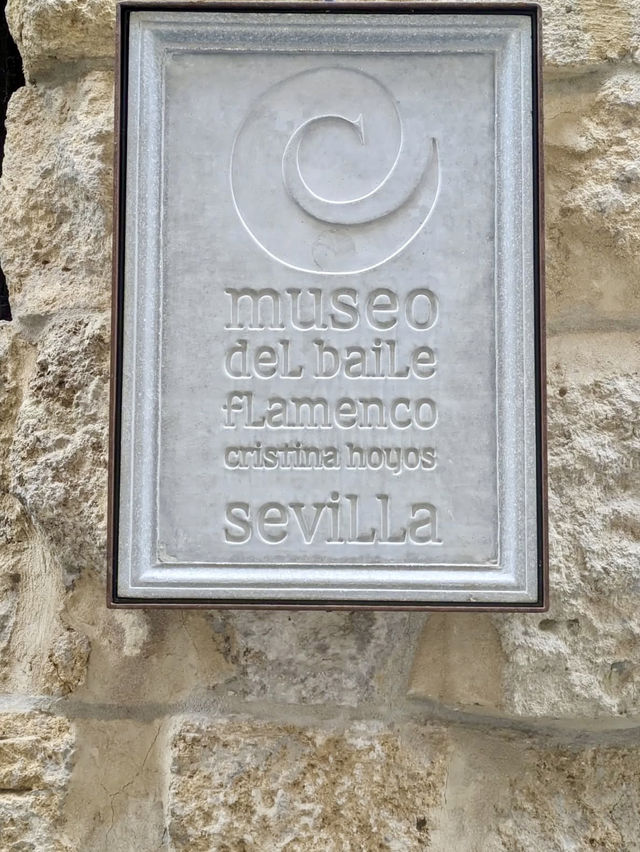 museo
del baile
flamenco
cristina hoyos
sevilla